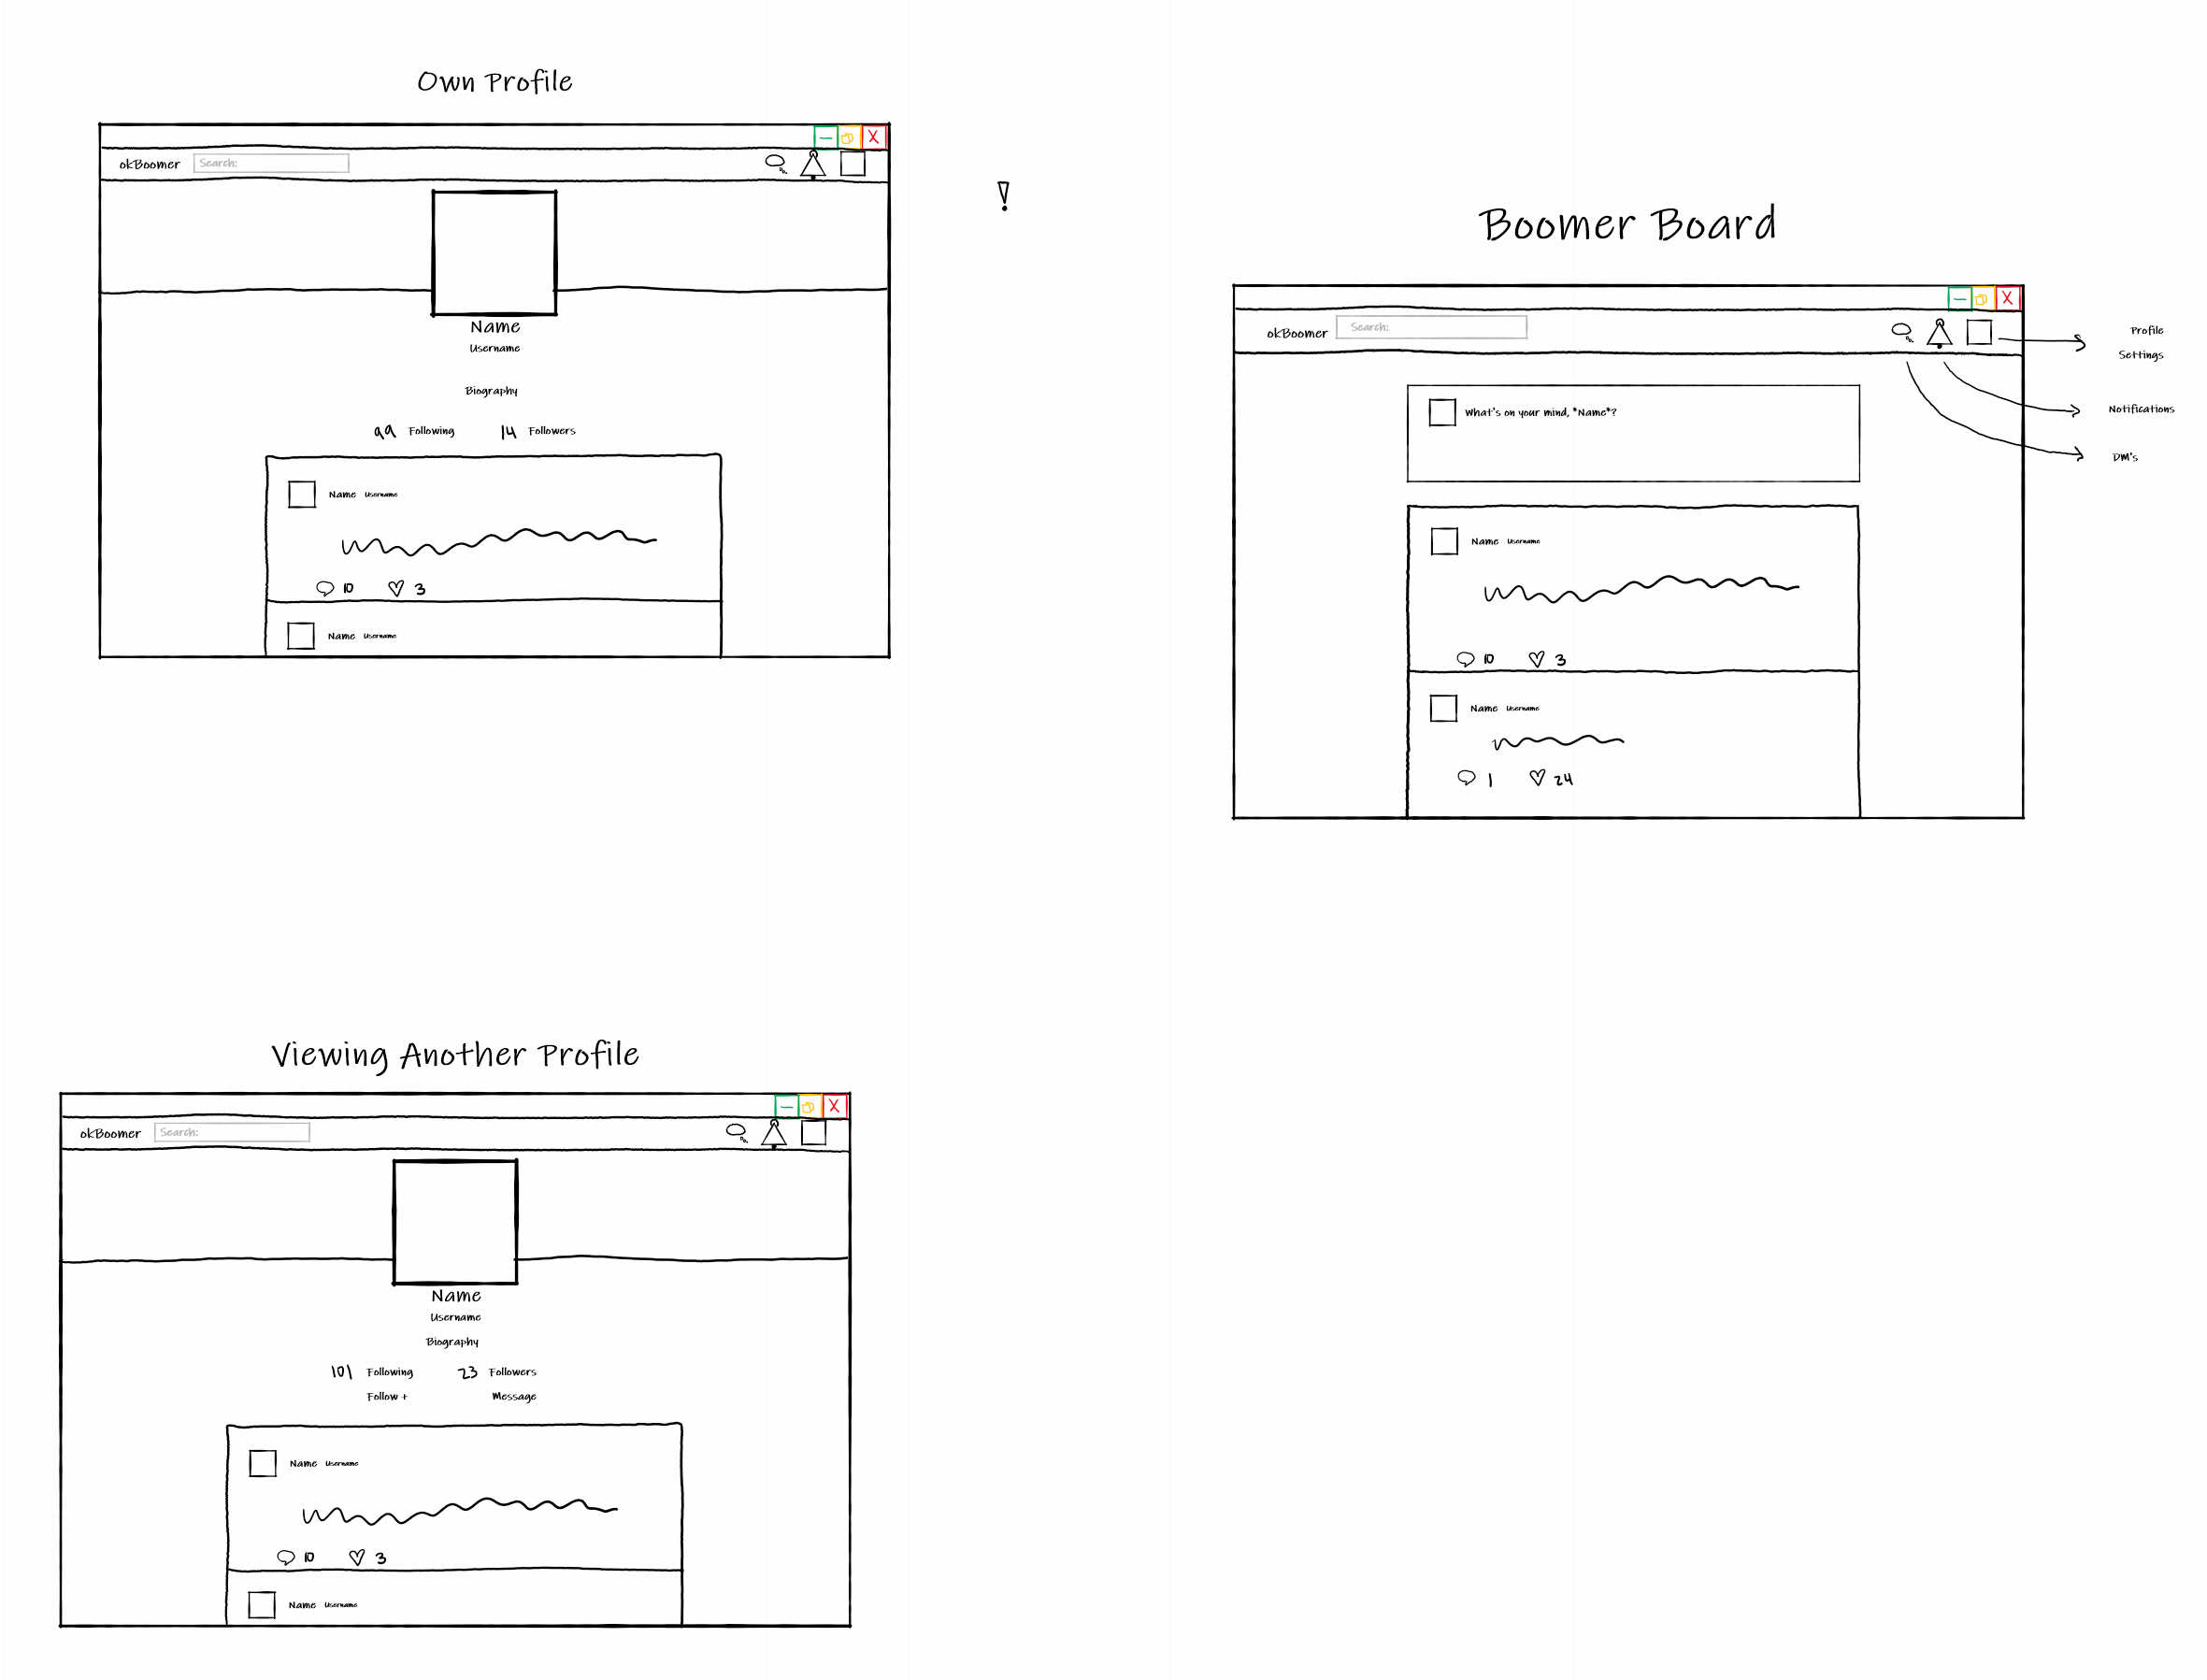 Own Profile
X
okBoomer Search:
Name
Username
Biography
99 Following 14 Followers
Name Username
10 3
Name Username
!
Boomer Board
X
okBoomer Search:
Profile
Settings
Notifications
DM's
What's on your mind, *Name*?
Name Username
10 3
Name Username
1 24
Viewing Another Profile
X
okBoomer Search:
Name
Username
Biography
101 Following 23 Followers
Follow + Message
Name Username
10 3
Name Username